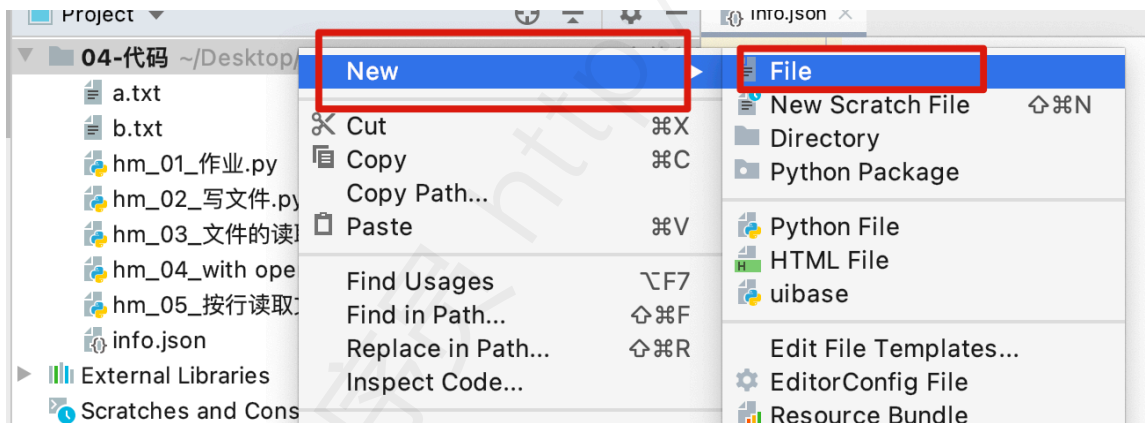 Project
info.json
04-代码 ~/Desktop/
a.txt
b.txt
hm_01_作业.py
hm_02_写文件.py
hm_03_文件的读
hm_04_with ope
hm_05_按行读取
info.json
External Libraries
Scratches and Cons
New
Cut ⌘X
Copy ⌘C
Copy Path...
Paste ⌘V
Find Usages ⌥F7
Find in Path... ⇧⌘F
Replace in Path... ⇧⌘R
Inspect Code...
File
New Scratch File ⇧⌘N
Directory
Python Package
Python File
HTML File
uibase
Edit File Templates...
EditorConfig File
Resource Bundle
http